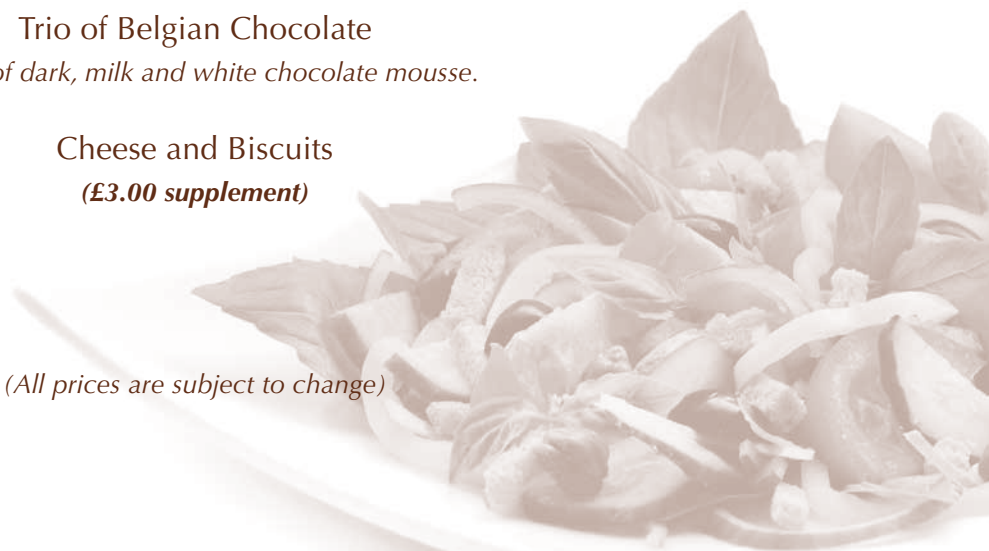 Trio of Belgian Chocolate
of dark, milk and white chocolate mousse.
Cheese and Biscuits
(£3.00 supplement)
(All prices are subject to change)